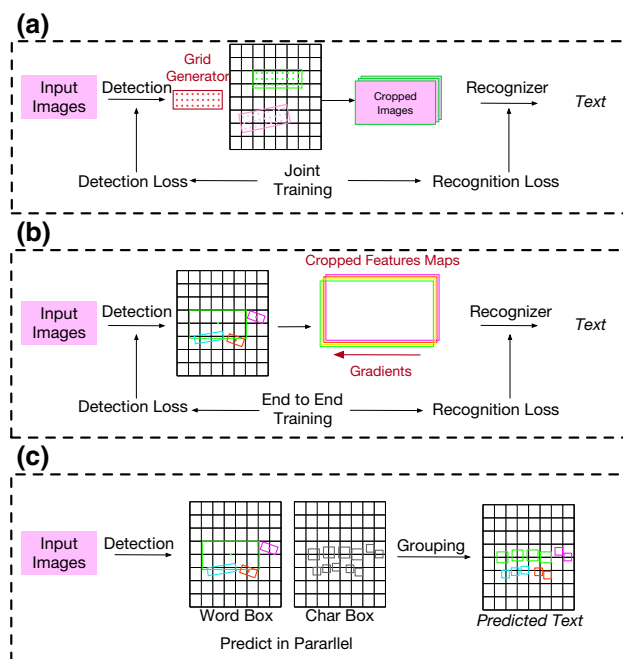 (a)
Grid
Generator
Input
Images
Detection
Cropped
Images
Recognizer
Text
Detection Loss
Joint
Training
Recognition Loss
(b)
Cropped Features Maps
Input
Images
Detection
Recognizer
Text
Gradients
Detection Loss
End to End
Training
Recognition Loss
(c)
Input
Images
Detection
Grouping
Word Box
Char Box
Predicted Text
Predict in Pararllel